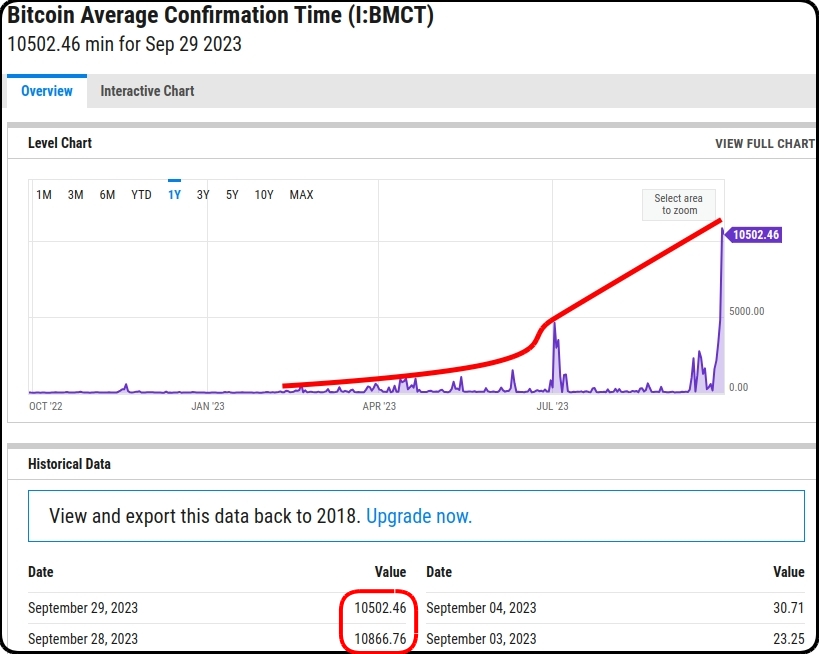 Bitcoin Average Confirmation Time (I:BMCT)
10502.46 min for Sep 29 2023
Overview Interactive Chart
Level Chart VIEW FULL CHART
1M 3M 6M YTD 1Y 3Y 5Y 10Y MAX
Select area
to zoom
10502.46
5000.00
0.00
OCT '22 JAN '23 APR '23 JUL '23
Historical Data
View and export this data back to 2018. Upgrade now.
Date Value Date Value
September 29, 2023 10502.46 September 04, 2023 30.71
September 28, 2023 10866.76 September 03, 2023 23.25